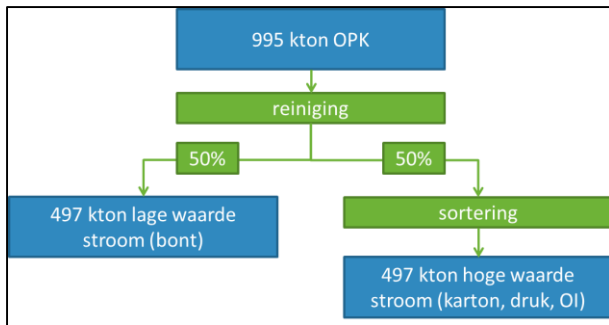 995 kton OPK
reiniging
50%
50%
497 kton lage waarde
stroom (bont)
sortering
497 kton hoge waarde
stroom (karton, druk, OI)